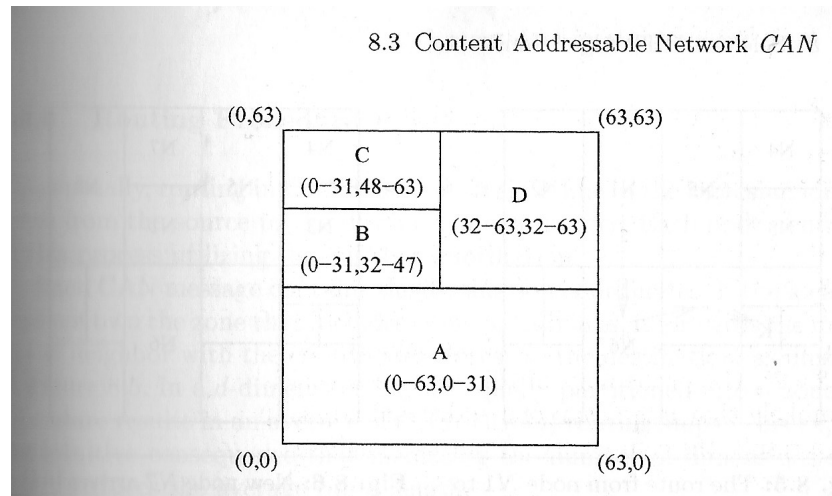 8.3 Content Addressable Network CAN
(0,63)
(63,63)
C
(0-31,48-63)
D
(32-63,32-63)
B
(0-31,32-47)
A
(0-63,0-31)
(0,0)
(63,0)